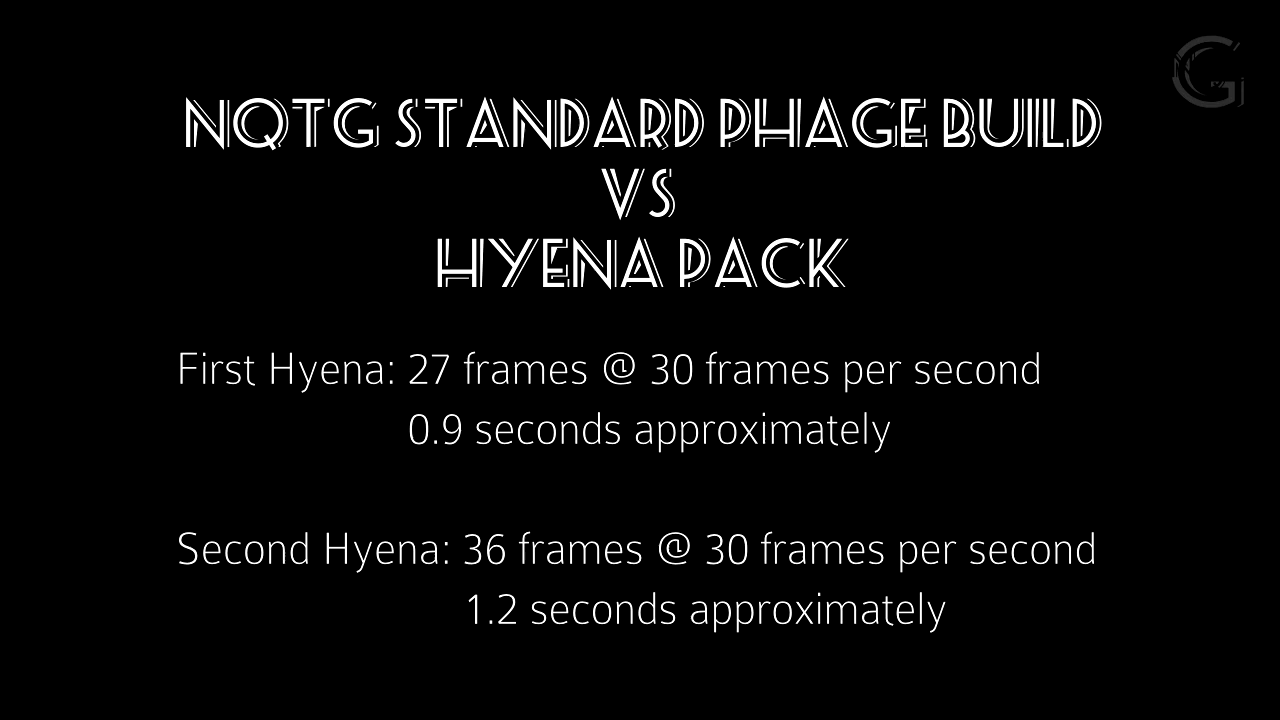 NQTG STANDARD PHAGE BUILD
VS
HYENA PACK
First Hyena: 27 frames @ 30 frames per second
0.9 seconds approximately
Second Hyena: 36 frames @ 30 frames per second
1.2 seconds approximately